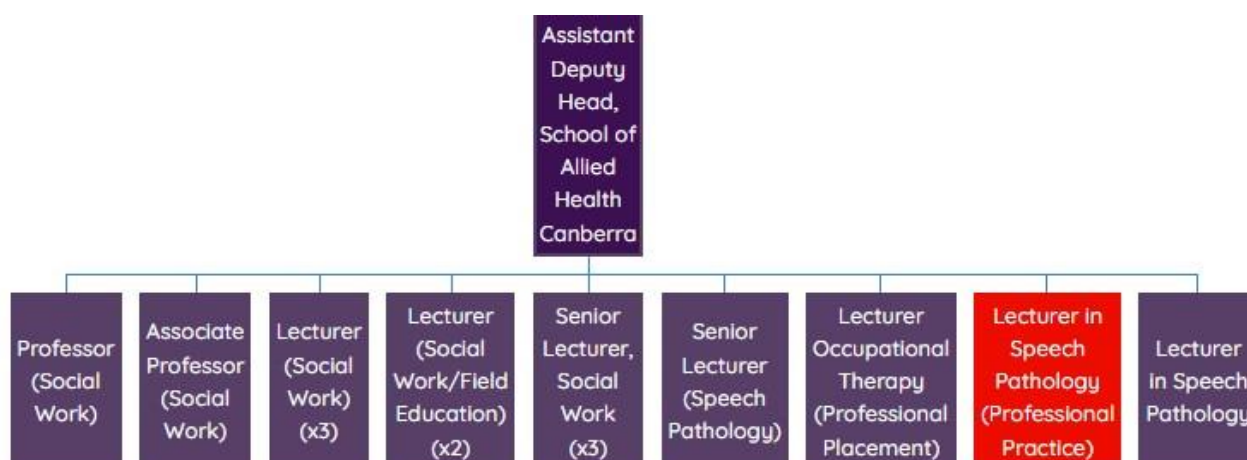 Assistant
Deputy
Head,
School of
Allied
Health
Canberra
Professor
(Social
Work)
Associate
Professor
(Social
Work)
Lecturer
(Social
Work)
(x3)
Lecturer
(Social
Work/Field
Education)
(x2)
Senior
Lecturer,
Social
Work
(x3)
Senior
Lecturer
(Speech
Pathology)
Lecturer
Occupational
Therapy
(Professional
Placement)
Lecturer in
Speech
Pathology
(Professional
Practice)
Lecturer
in Speech
Pathology